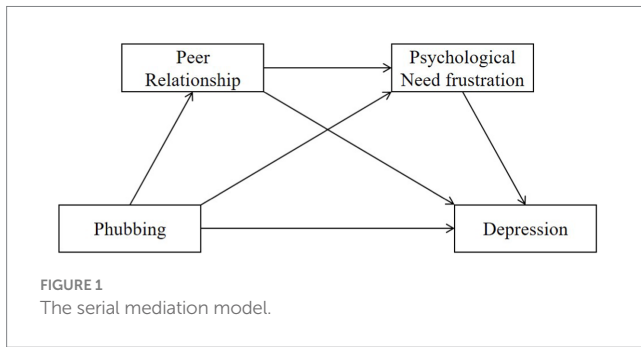 Peer
Relationship
Psychological
Need frustration
Phubbing
Depression
FIGURE 1
The serial mediation model.